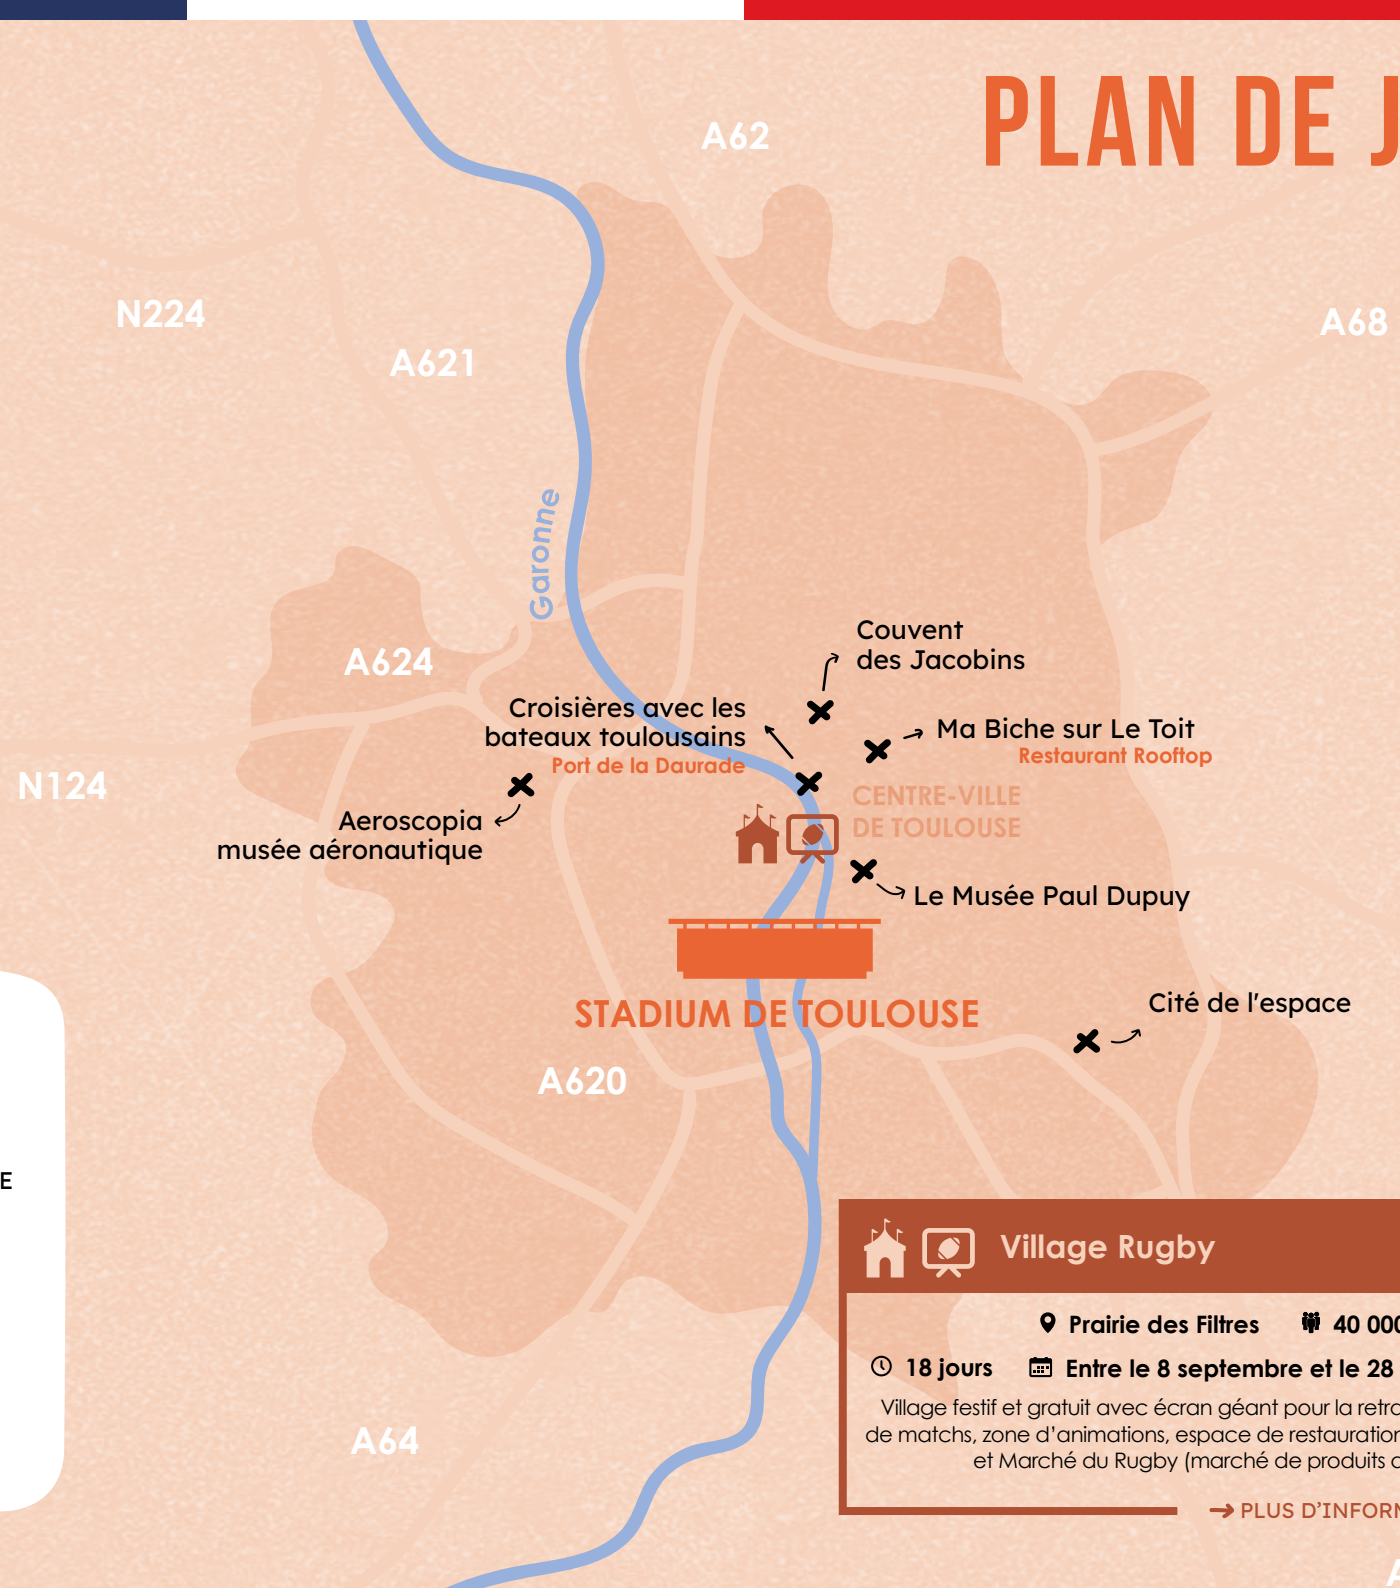 PLAN DE J
A62
N224
A621
A68
Garonne
Couvent
des Jacobins
A624
Croisières avec les
bateaux toulousains
Port de la Daurade
Ma Biche sur Le Toit
Restaurant Rooftop
N124
CENTRE-VILLE
DE TOULOUSE
Aeroscopia
musée aéronautique
Le Musée Paul Dupuy
STADIUM DE TOULOUSE
Cité de l'espace
A620
E
Village Rugby
Prairie des Filtres
40 000
18 jours
Entre le 8 septembre et le 28
Village festif et gratuit avec écran géant pour la retra
de matchs, zone d'animations, espace de restauration
et Marché du Rugby (marché de produits
A64
PLUS D'INFOR